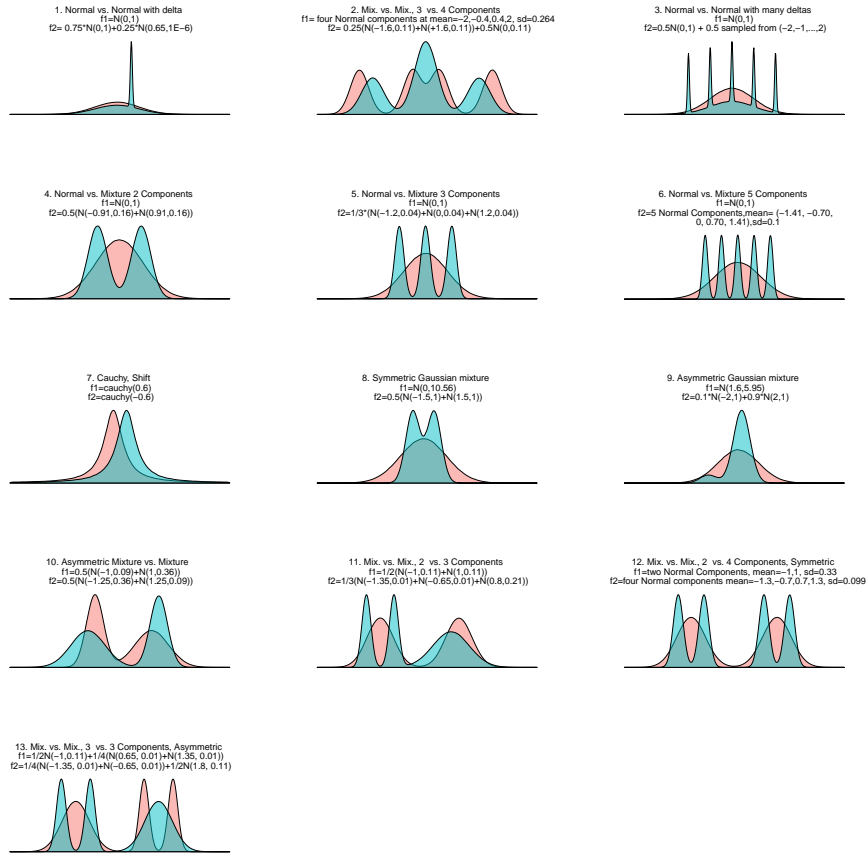 1. Normal vs. Normal with delta
f1=N(0,1)
f2= 0.75*N(0,1)+0.25*N(0.65,1E−6)
2. Mix. vs. Mix., 3 vs. 4 Components
f1= four Normal components at mean=−2,−0.4,0.4,2, sd=0.264
f2= 0.25(N(−1.6,0.11)+N(+1.6,0.11))+0.5N(0,0.11)
3. Normal vs. Normal with many deltas
f1=N(0,1)
f2=0.5N(0,1) + 0.5 sampled from (−2,−1,...,2)
4. Normal vs. Mixture 2 Components
f1=N(0,1)
f2=0.5(N(−0.91,0.16)+N(0.91,0.16))
5. Normal vs. Mixture 3 Components
f1=N(0,1)
f2=1/3*(N(−1.2,0.04)+N(0,0.04)+N(1.2,0.04))
6. Normal vs. Mixture 5 Components
f1=N(0,1)
f2=5 Normal Components,mean= (−1.41, −0.70,
0, 0.70, 1.41),sd=0.1
7. Cauchy, Shift
f1=cauchy(0.6)
f2=cauchy(−0.6)
8. Symmetric Gaussian mixture
f1=N(0,10.56)
f2=0.5(N(−1.5,1)+N(1.5,1))
9. Asymmetric Gaussian mixture
f1=N(1.6,5.95)
f2=0.1*N(−2,1)+0.9*N(2,1)
10. Asymmetric Mixture vs. Mixture
f1=0.5(N(−1,0.09)+N(1,0.36))
f2=0.5(N(−1.25,0.36)+N(1.25,0.09))
11. Mix. vs. Mix., 2 vs. 3 Components
f1=1/2(N(−1,0.11)+N(1,0.11))
f2=1/3(N(−1.35,0.01)+N(−0.65,0.01)+N(0.8,0.21))
12. Mix. vs. Mix., 2 vs. 4 Components, Symmetric
f1=two Normal Components, mean=−1,1, sd=0.33
f2=four Normal components mean=−1.3,−0.7,0.7,1.3, sd=0.099
13. Mix. vs. Mix., 3 vs. 3 Components, Asymmetric
f1=1/2N(−1,0.11)+1/4(N(0.65, 0.01)+N(1.35, 0.01))
f2=1/4(N(−1.35, 0.01)+N(−0.65, 0.01))+1/2N(1.8, 0.11)